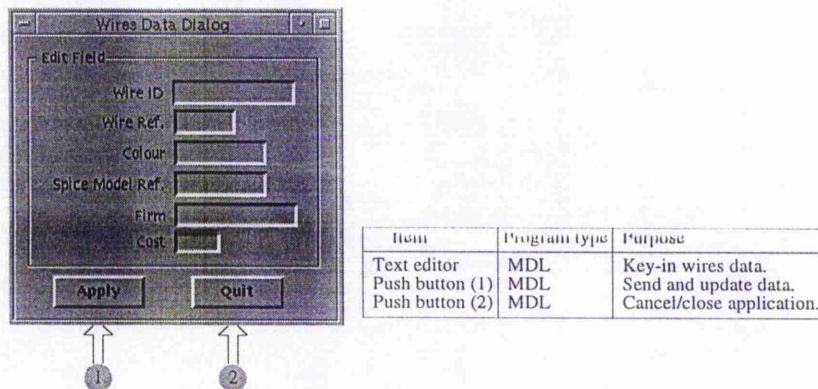 Wires Data Dialog
Edit Field
Wire ID
Wire Ref.
Colour
Spice Model Ref.
Firm
Cost
Apply
Quit
1
2
Item Program type Purpose
Text editor MDL Key-in wires data.
Push button (1) MDL Send and update data.
Push button (2) MDL Cancel/close application.